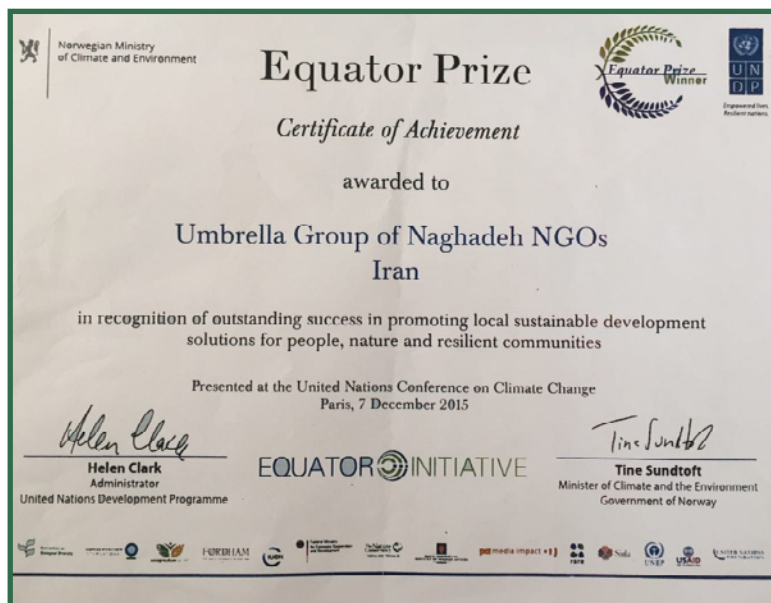 Norwegian Ministry
of Climate and Environment
Equator Prize
Equator Prize
Winner
U N
D P
Empowered lives.
Resilient nations.
Certificate of Achievement
awarded to
Umbrella Group of Naghadeh NGOs
Iran
in recognition of outstanding success in promoting local sustainable development
solutions for people, nature and resilient communities
Presented at the United Nations Conference on Climate Change
Paris, 7 December 2015
Helen Clark
Helen Clark
Administrator
United Nations Development Programme
EQUATOR INITIATIVE
Tine Sundtoft
Tine Sundtoft
Minister of Climate and the Environment
Government of Norway
FORDHAM
IUCN
media impact
rare
Sida
UNEP
USAID
UNITED NATIONS